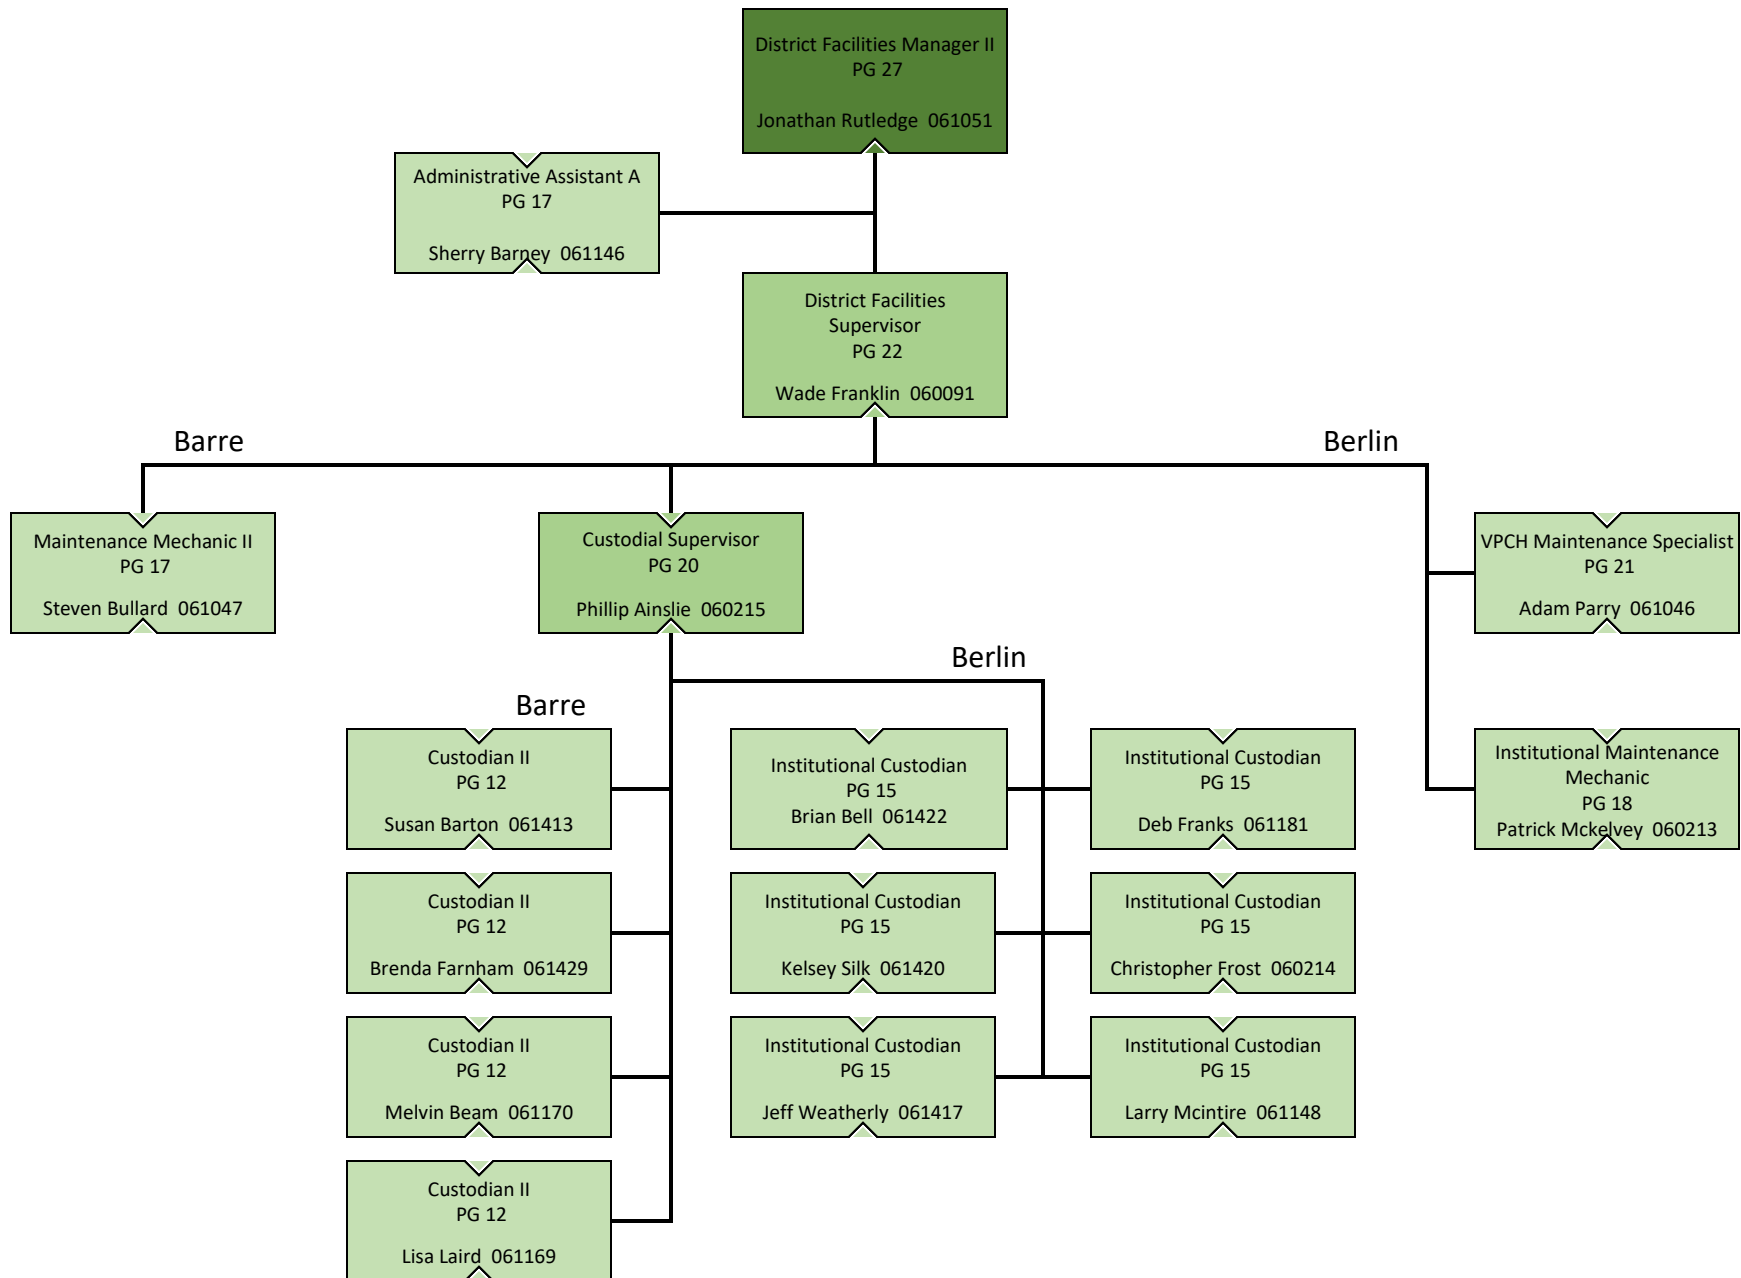 District Facilities Manager II
PG 27
Jonathan Rutledge 061051
Administrative Assistant A
PG 17
Sherry Barney 061146
District Facilities
Supervisor
PG 22
Wade Franklin 060091
Barre
Berlin
Maintenance Mechanic II
PG 17
Steven Bullard 061047
Custodial Supervisor
PG 20
Phillip Ainslie 060215
VPCH Maintenance Specialist
PG 21
Adam Parry 061046
Berlin
Barre
Custodian II
PG 12
Susan Barton 061413
Institutional Custodian
PG 15
Brian Bell 061422
Institutional Custodian
PG 15
Deb Franks 061181
Institutional Maintenance
Mechanic
PG 18
Patrick Mckelvey 060213
Custodian II
PG 12
Brenda Farnham 061429
Institutional Custodian
PG 15
Kelsey Silk 061420
Institutional Custodian
PG 15
Christopher Frost 060214
Custodian II
PG 12
Melvin Beam 061170
Institutional Custodian
PG 15
Jeff Weatherly 061417
Institutional Custodian
PG 15
Larry Mcintire 061148
Custodian II
PG 12
Lisa Laird 061169